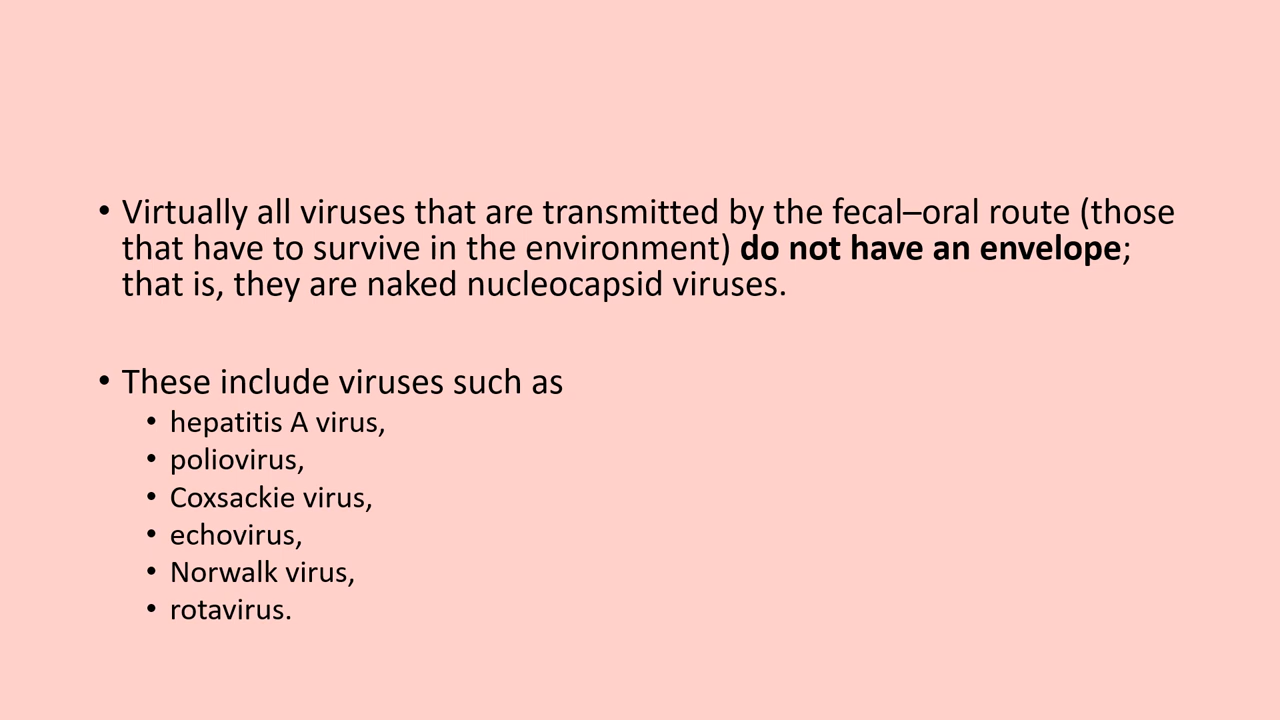 • Virtually all viruses that are transmitted by the fecal–oral route (those
that have to survive in the environment) do not have an envelope;
that is, they are naked nucleocapsid viruses.
• These include viruses such as
• hepatitis A virus,
• poliovirus,
• Coxsackie virus,
• echovirus,
• Norwalk virus,
• rotavirus.